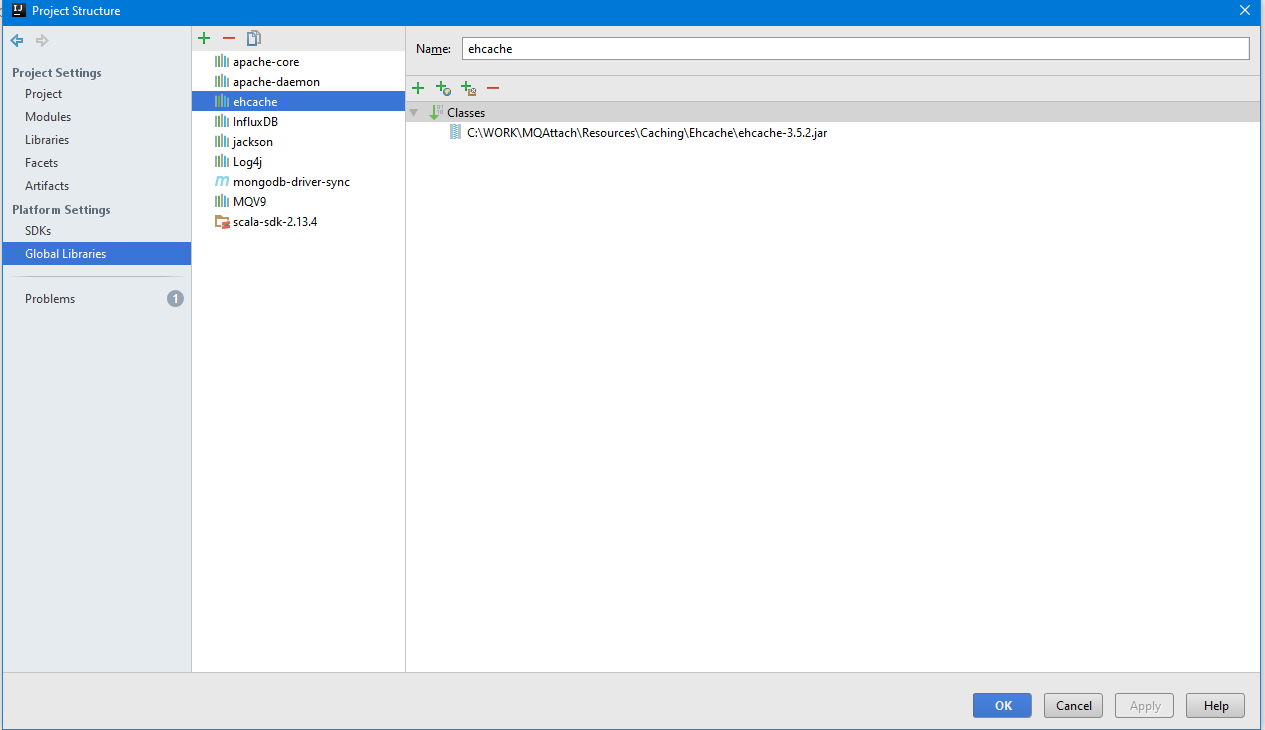 IJ Project Structure
Project Settings
Project
Modules
Libraries
Facets
Artifacts
Platform Settings
SDKs
Global Libraries
Problems 1
apache-core
apache-daemon
ehcache
InfluxDB
jackson
Log4j
m mongodb-driver-sync
MQV9
scala-sdk-2.13.4
Name: ehcache
Classes
C:\WORK\MQAttach\Resources\Caching\Ehcache\ehcache-3.5.2.jar
OK Cancel Apply Help